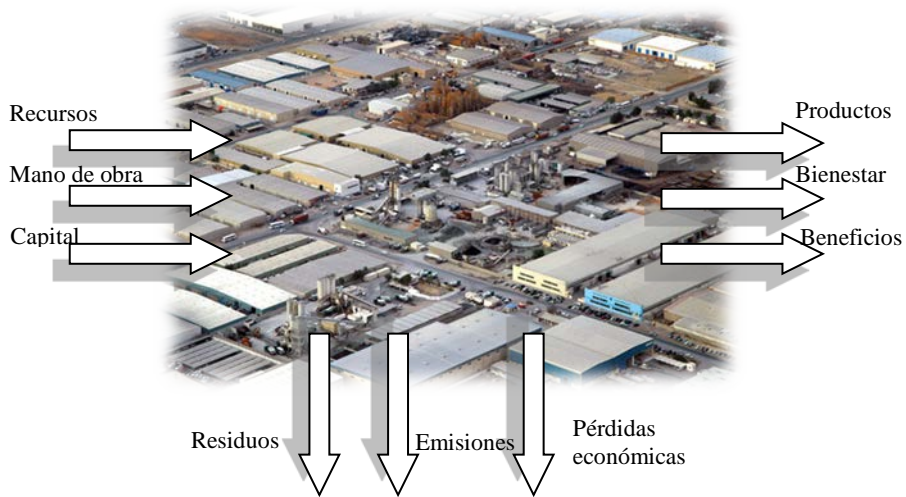 Recursos
Productos
Mano de obra
Bienestar
Capital
Beneficios
Residuos
Emisiones
Pérdidas
económicas